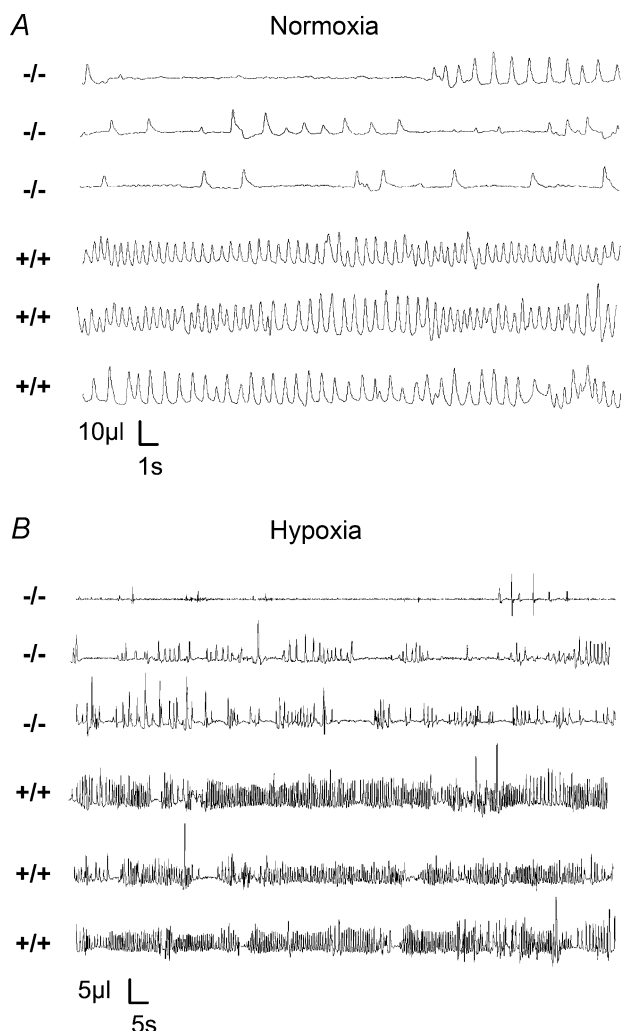 A
Normoxia
-/-
-/-
-/-
+/+
+/+
+/+
10µl
1s
B
Hypoxia
-/-
-/-
-/-
+/+
+/+
+/+
5µl
5s